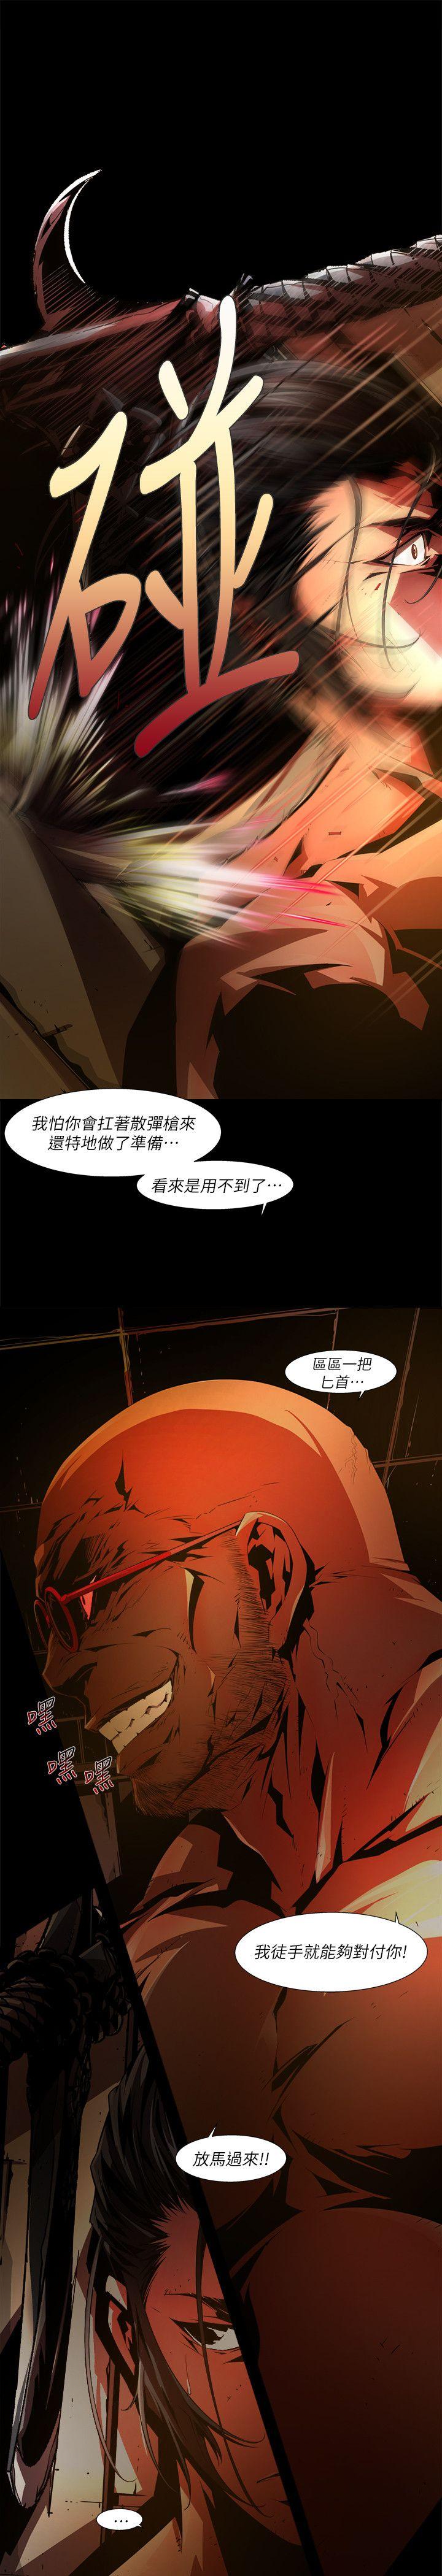 碰
我怕你會扛著散彈槍來
還特地做了準備…
看來是用不到了…
區區一把
匕首…
嘿
嘿
嘿
我徒手就能夠對付你!
放馬過來!!
…